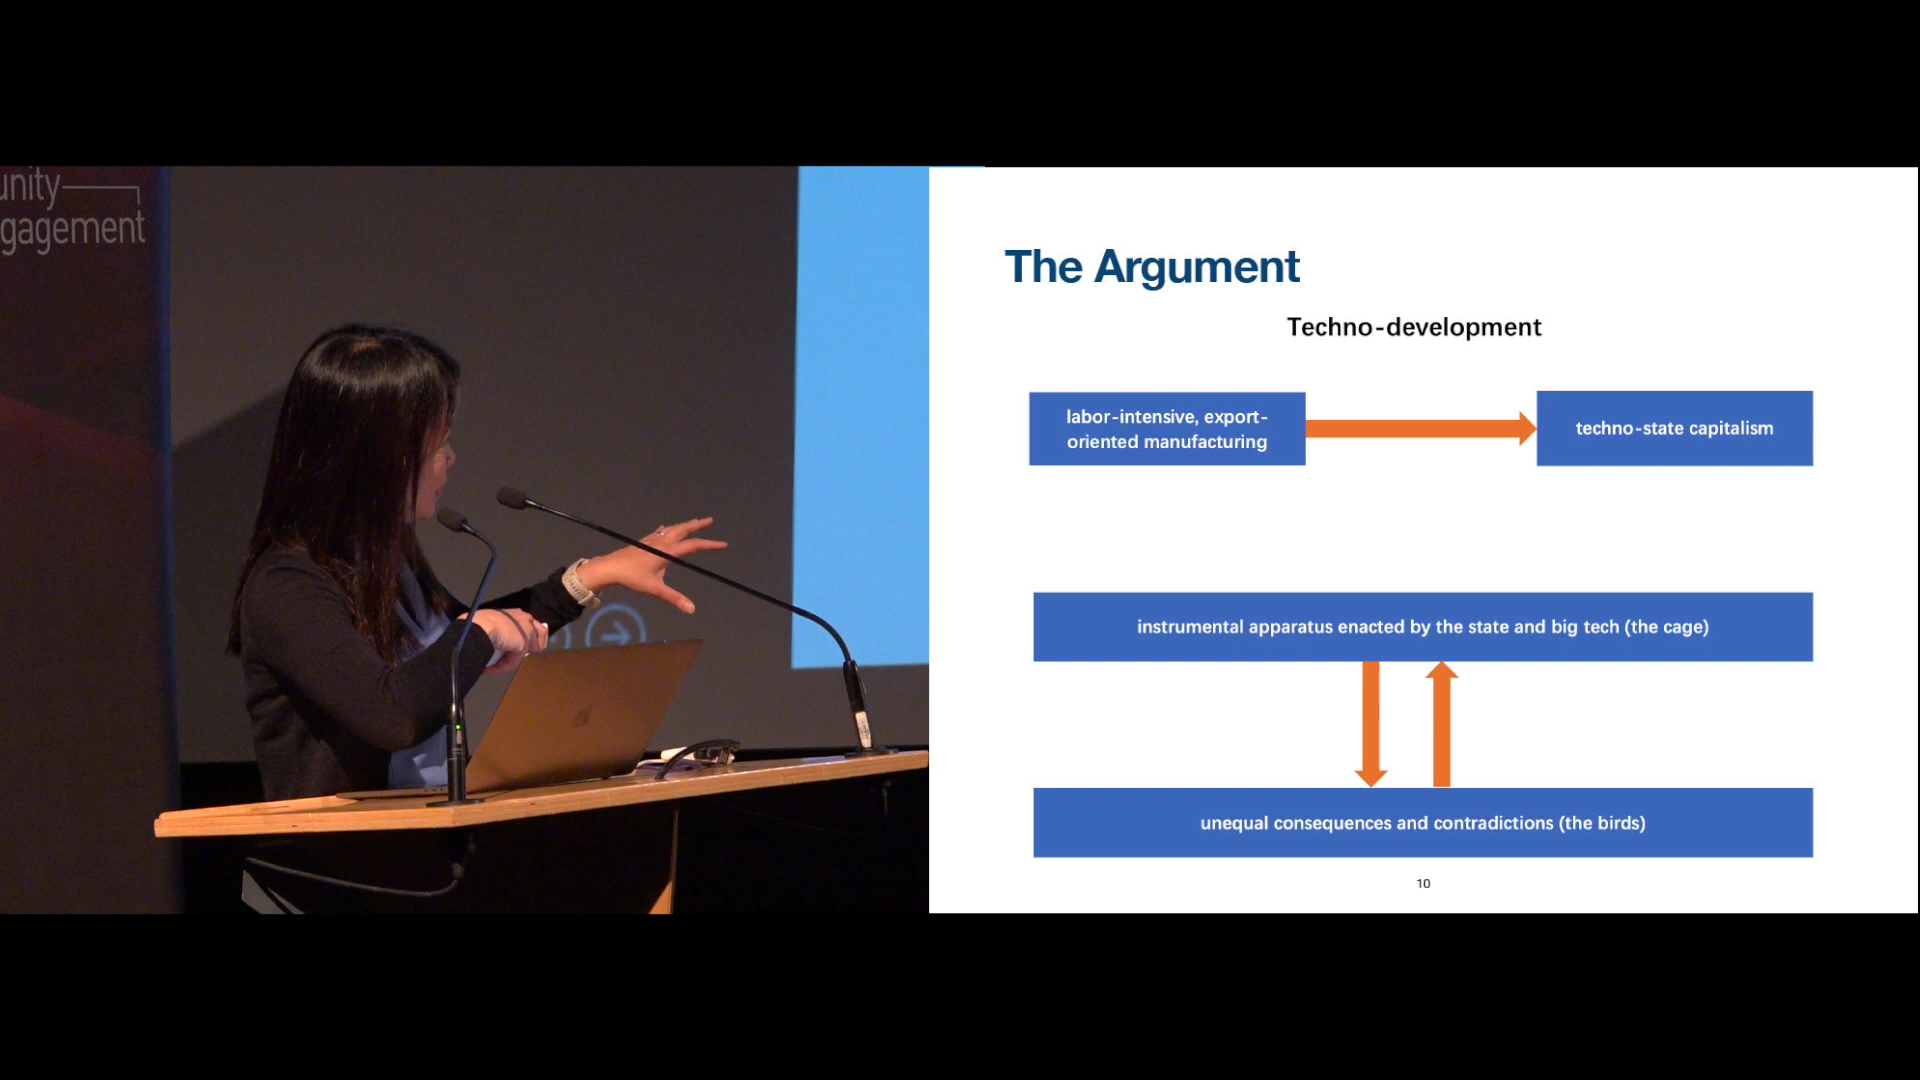 unity
gagement
The Argument
Techno-development
labor-intensive, export-
oriented manufacturing
techno-state capitalism
instrumental apparatus enacted by the state and big tech (the cage)
unequal consequences and contradictions (the birds)
10